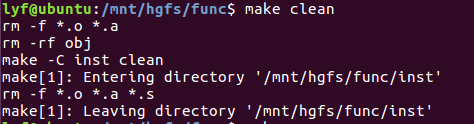 lyf@ubuntu:/mnt/hgfs/func$ make clean
rm -f *.o *.a
rm -rf obj
make -C inst clean
make[1]: Entering directory '/mnt/hgfs/func/inst'
rm -f *.o *.a *.s
make[1]: Leaving directory '/mnt/hgfs/func/inst'